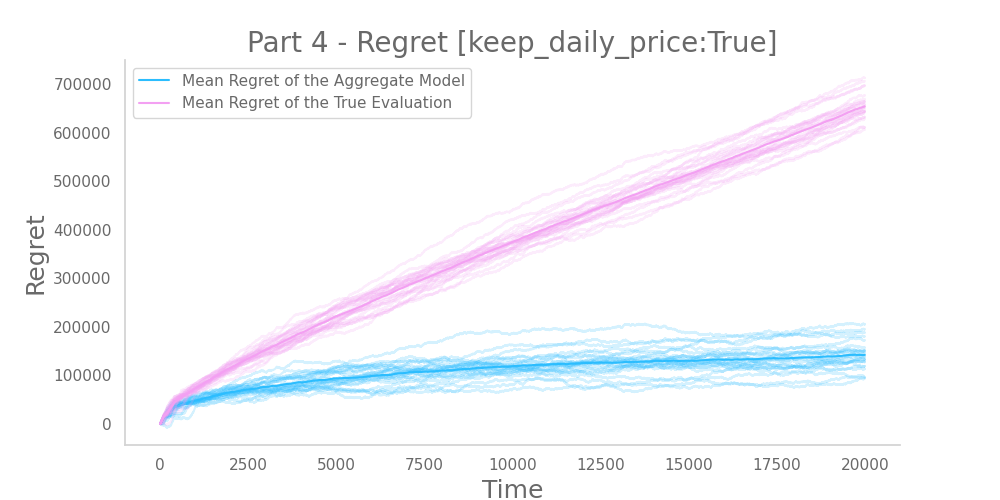 Part 4 - Regret [keep_daily_price:True]
Mean Regret of the Aggregate Model
Mean Regret of the True Evaluation
700000
600000
500000
400000
300000
200000
100000
0
Regret
0 2500 5000 7500 10000 12500 15000 17500 20000
Time